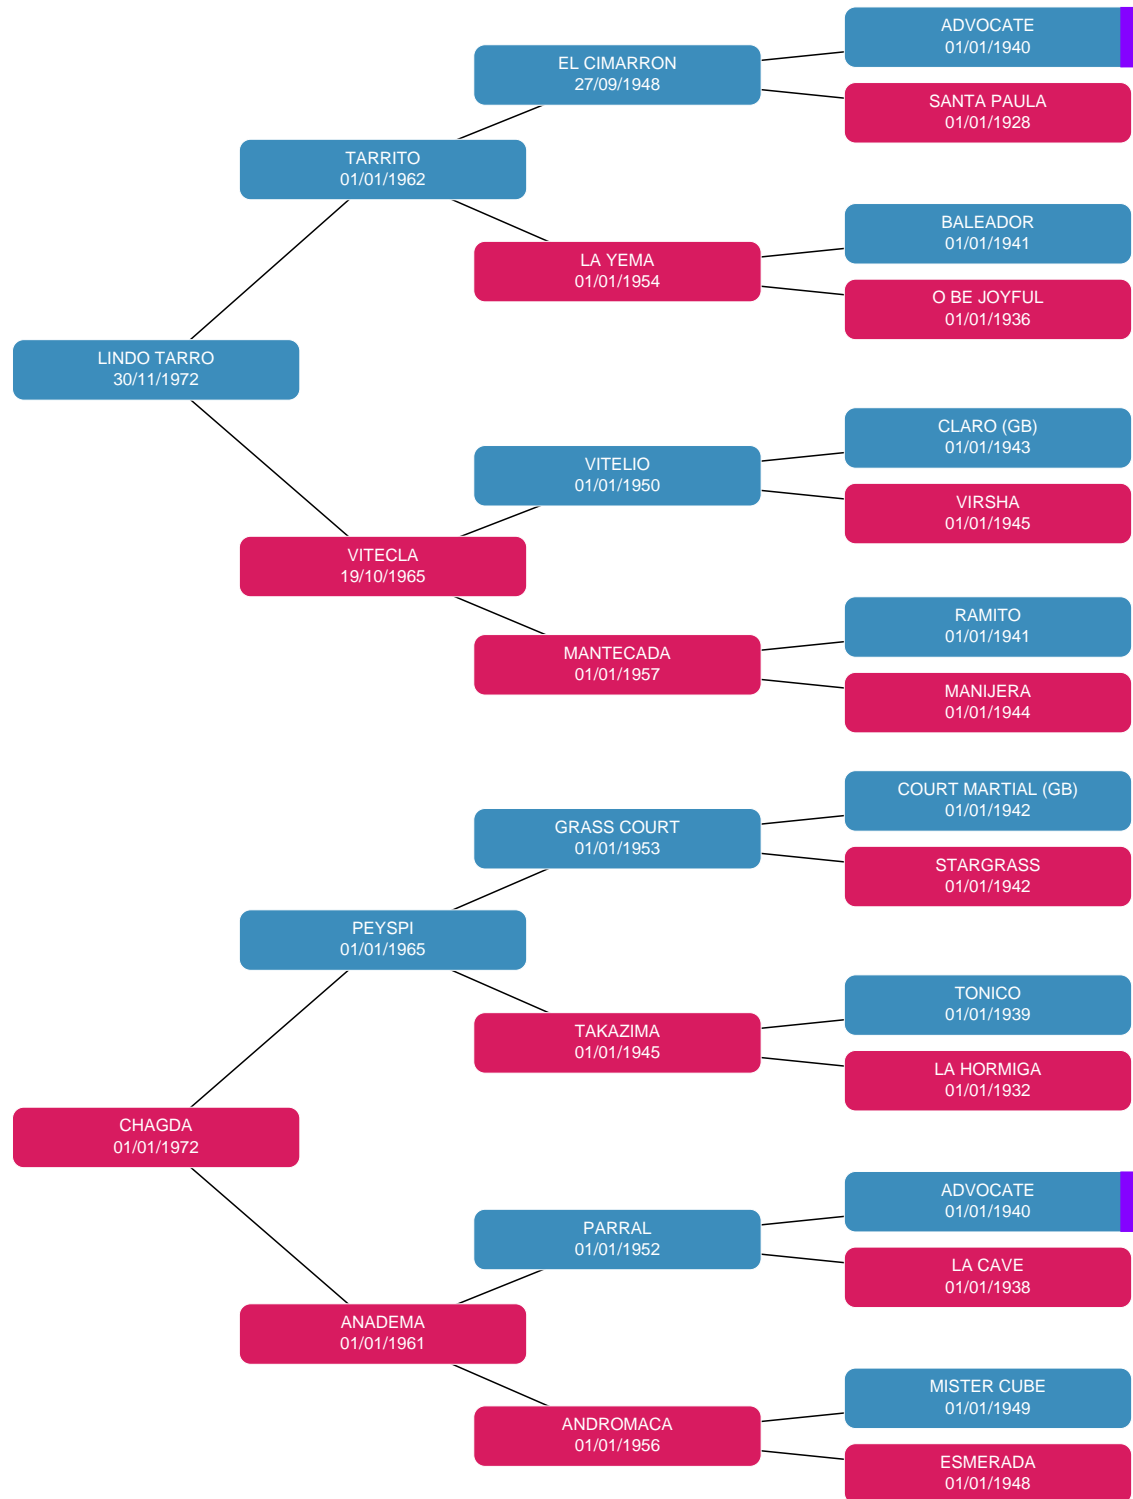 ADVOCATE
01/01/1940
EL CIMARRON
27/09/1948
SANTA PAULA
01/01/1928
TARRITO
01/01/1962
BALEADOR
01/01/1941
LA YEMA
01/01/1954
O BE JOYFUL
01/01/1936
LINDO TARRO
30/11/1972
CLARO (GB)
01/01/1943
VITELIO
01/01/1950
VIRSHA
01/01/1945
VITECLA
19/10/1965
RAMITO
01/01/1941
MANTECADA
01/01/1957
MANIJERA
01/01/1944
COURT MARTIAL (GB)
01/01/1942
GRASS COURT
01/01/1953
STARGRASS
01/01/1942
PEYSPI
01/01/1965
TONICO
01/01/1939
TAKAZIMA
01/01/1945
LA HORMIGA
01/01/1932
CHAGDA
01/01/1972
ADVOCATE
01/01/1940
PARRAL
01/01/1952
LA CAVE
01/01/1938
ANADEMA
01/01/1961
MISTER CUBE
01/01/1949
ANDROMACA
01/01/1956
ESMERADA
01/01/1948